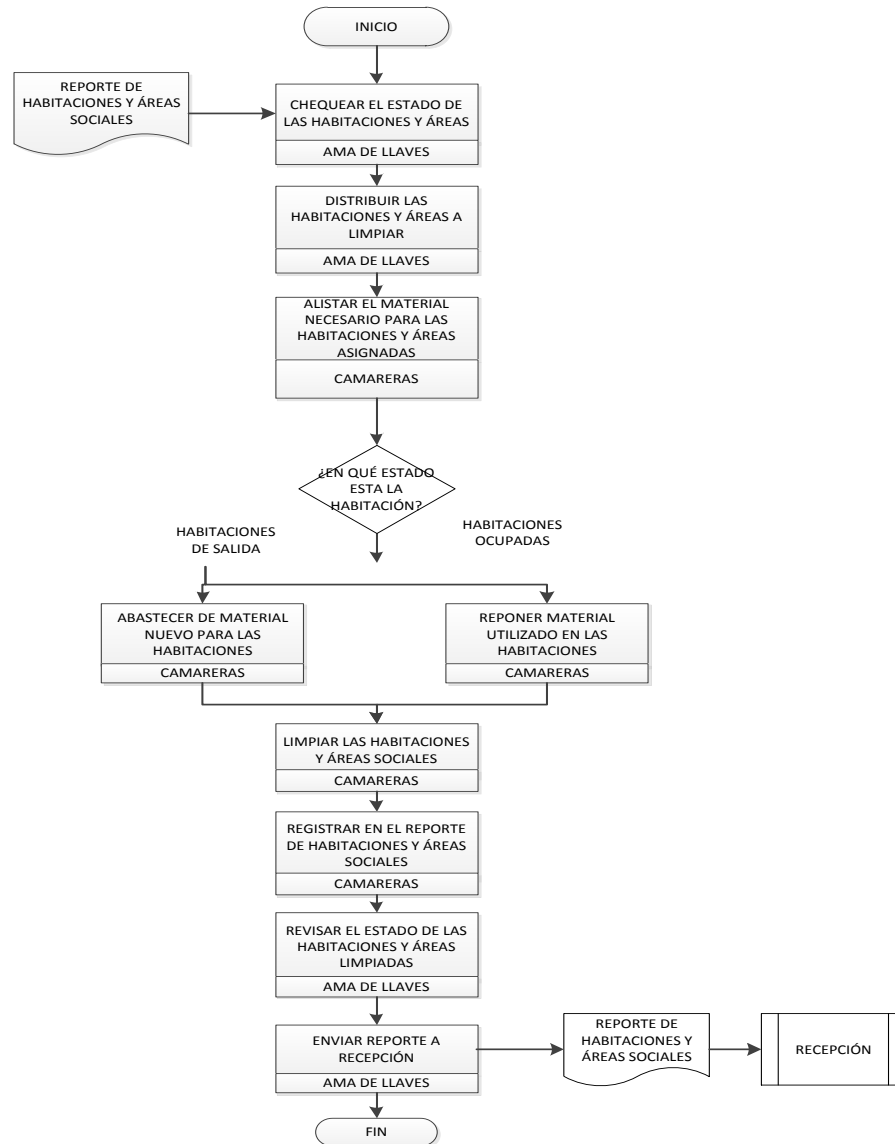 INICIO
REPORTE DE
HABITACIONES Y ÁREAS
SOCIALES
CHEQUEAR EL ESTADO DE
LAS HABITACIONES Y ÁREAS
AMA DE LLAVES
DISTRIBUIR LAS
HABITACIONES Y ÁREAS A
LIMPIAR
AMA DE LLAVES
ALISTAR EL MATERIAL
NECESARIO PARA LAS
HABITACIONES Y ÁREAS
ASIGNADAS
CAMARERAS
¿EN QUÉ ESTADO
ESTA LA
HABITACIÓN?
HABITACIONES
DE SALIDA
HABITACIONES
OCUPADAS
ABASTECER DE MATERIAL
NUEVO PARA LAS
HABITACIONES
CAMARERAS
REPONER MATERIAL
UTILIZADO EN LAS
HABITACIONES
CAMARERAS
LIMPIAR LAS HABITACIONES
Y ÁREAS SOCIALES
CAMARERAS
REGISTRAR EN EL REPORTE
DE HABITACIONES Y ÁREAS
SOCIALES
CAMARERAS
REVISAR EL ESTADO DE LAS
HABITACIONES Y ÁREAS
LIMPIADAS
AMA DE LLAVES
ENVIAR REPORTE A
RECEPCIÓN
AMA DE LLAVES
REPORTE DE
HABITACIONES Y
ÁREAS SOCIALES
RECEPCIÓN
FIN